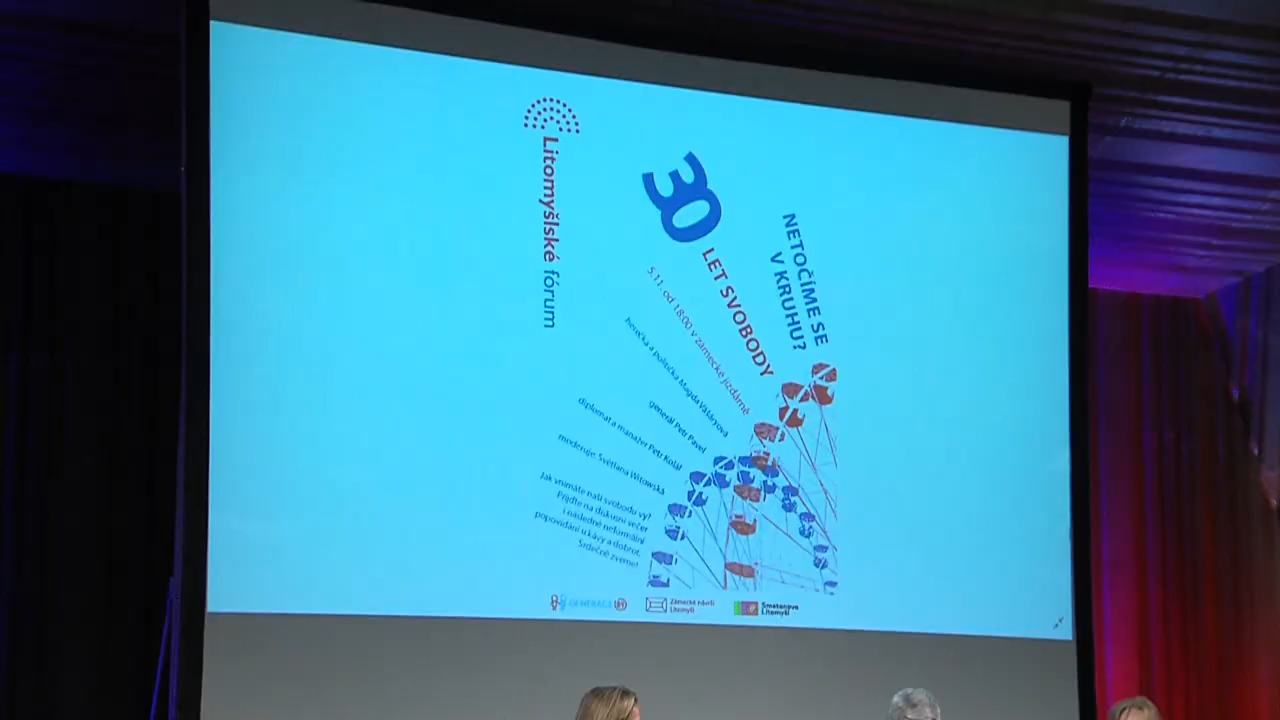 Litomyšlské fórum
30 LET SVOBODY
NETOČÍME SE
V KRUHU?
5.11. od 18:00 v zámecké jízdárně
herečka a politička Magda Vášáryová
generál Petr Pavel
diplomat a manažer Petr Kolář
moderuje: Světlana Witowská
Jak vnímáte naši svobodu vy?
Přijďte na diskusní večer
i následné neformální
popovídání u kávy a dobrot.
Srdečně zveme!
GENERACE
Zámecké návrší
Litomyšl
Smetanova
Litomyšl